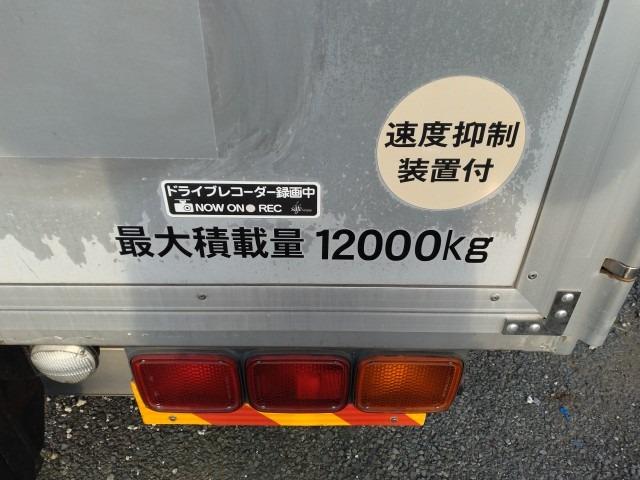 速度抑制
装置付
ドライブレコーダー録画中
NOW ON REC
最大積載量 12000kg